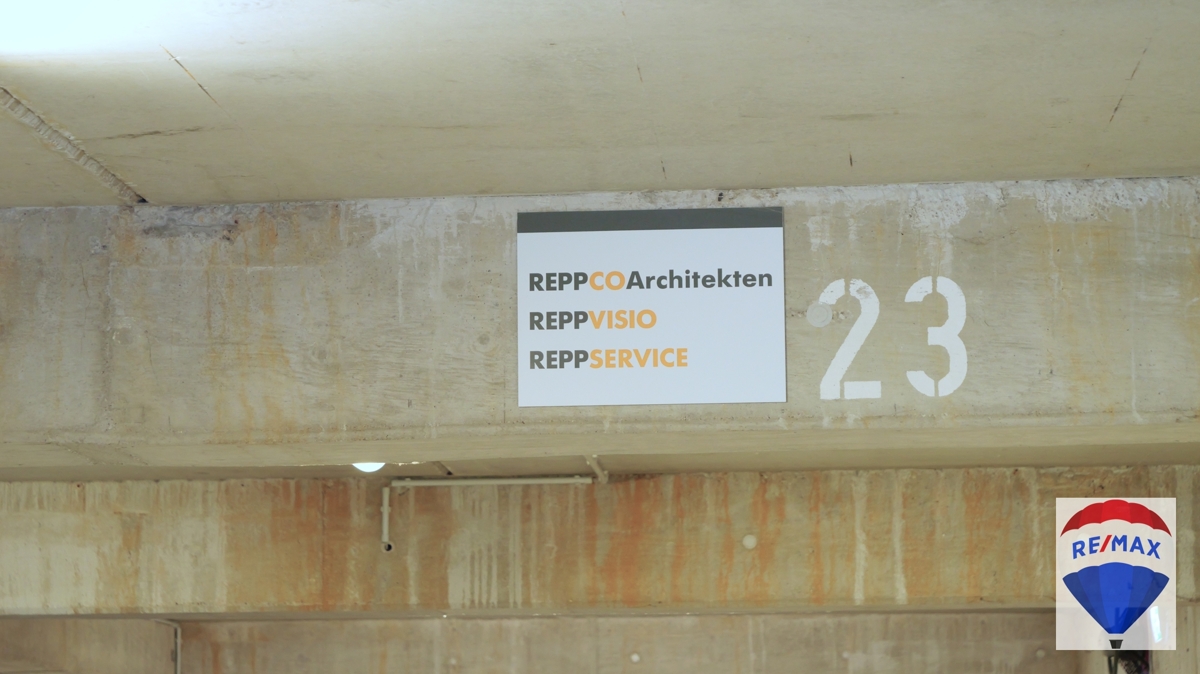 REPPCOArchitekten
REPPVISIO
REPPSERVICE
23
RE/MAX